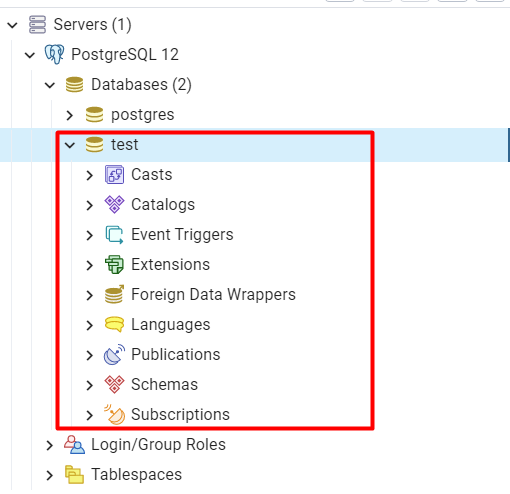 Servers (1)
PostgreSQL 12
Databases (2)
postgres
test
Casts
Catalogs
Event Triggers
Extensions
Foreign Data Wrappers
Languages
Publications
Schemas
Subscriptions
Login/Group Roles
Tablespaces